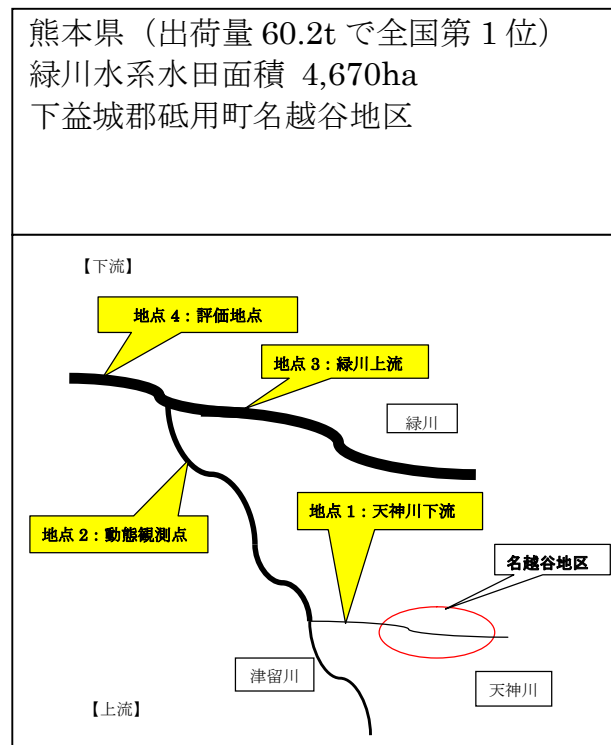 熊本県（出荷量 60.2t で全国第 1 位）
緑川水系水田面積 4,670ha
下益城郡砥用町名越谷地区
【下流】
地点 4：評価地点
地点 3：緑川上流
緑川
地点 2：動態観測点
地点 1：天神川下流
名越谷地区
津留川
天神川
【上流】